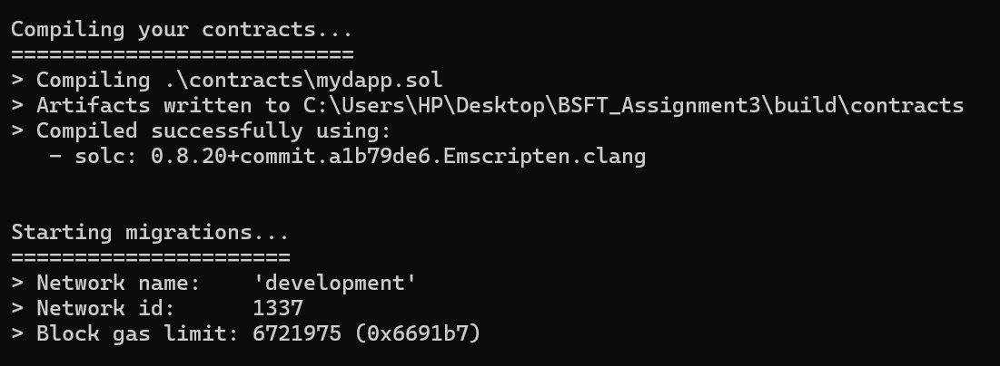 Compiling your contracts...
===========================
> Compiling .\contracts\mydapp.sol
> Artifacts written to C:\Users\HP\Desktop\BSFT_Assignment3\build\contracts
> Compiled successfully using:
   - solc: 0.8.20+commit.a1b79de6.Emscripten.clang
Starting migrations...
======================
> Network name:    'development'
> Network id:      1337
> Block gas limit: 6721975 (0x6691b7)